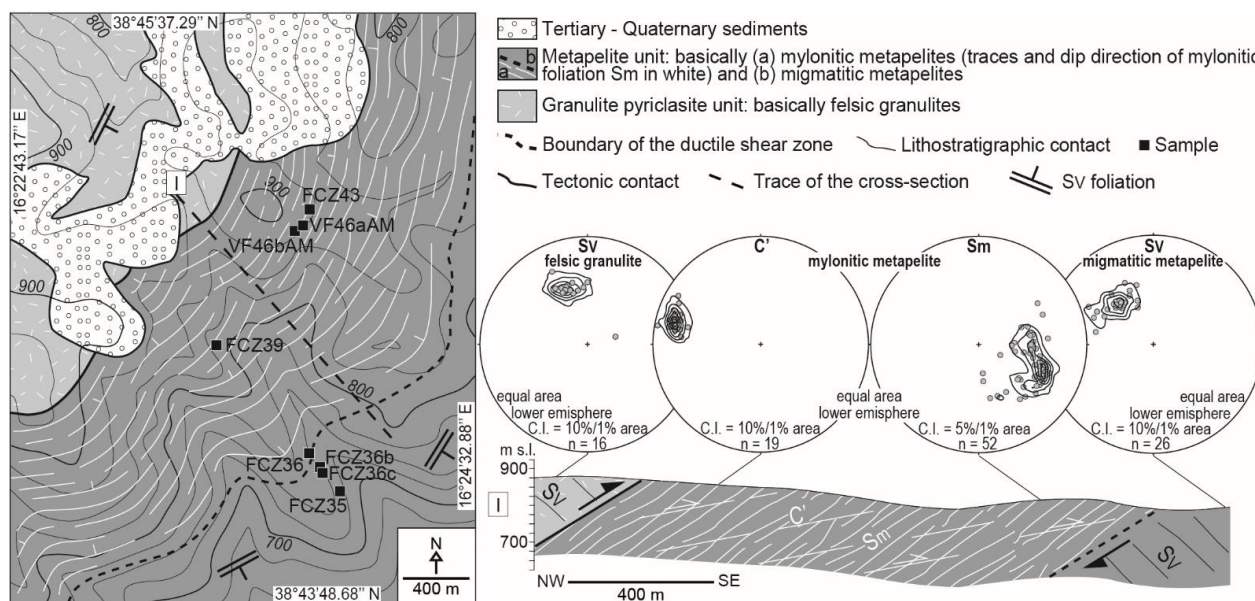 38°45'37.29'' N
800
16°22'43.17'' E
900
I
900
FCZ43
VF46aAM
VF46bAM
900
FCZ39
800
FCZ36
FCZ36b
FCZ36c
FCZ35
16°24'32.88'' E
700
N
400 m
38°43'48.68'' N
Tertiary - Quaternary sediments
b
a
Metapelite unit: basically (a) mylonitic metapelites (traces and dip direction of mylonitic
foliation Sm in white) and (b) migmatitic metapelites
Granulite pyriclasite unit: basically felsic granulites
Boundary of the ductile shear zone
Lithostratigraphic contact
Sample
Tectonic contact
Trace of the cross-section
SV foliation
SV
felsic granulite
equal area
lower emisphere
C.I. = 10%/1% area
n = 16
C'
mylonitic metapelite
equal area
lower emisphere
C.I. = 10%/1% area
n = 19
Sm
C.I. = 5%/1% area
n = 52
SV
migmatitic metapelite
equal area
lower emisphere
C.I. = 10%/1% area
n = 26
m s.l.
900
I
700
SV
C'
Sm
SV
NW
SE
400 m